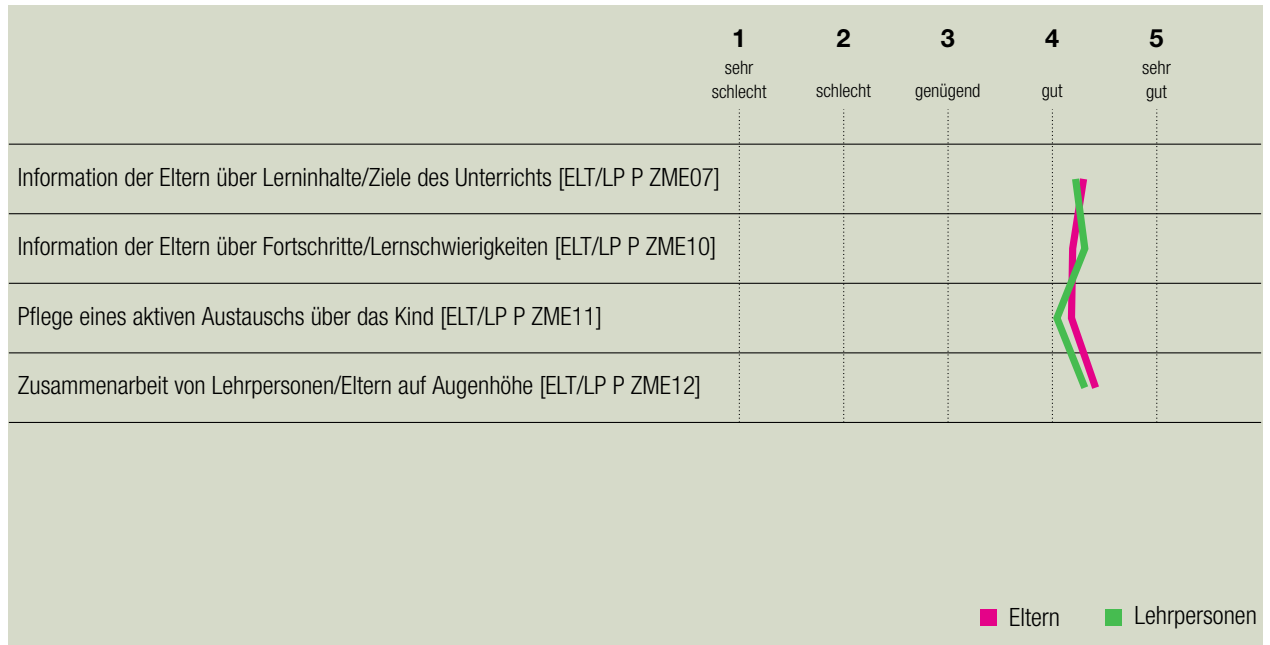 1 2 3 4 5
sehr schlecht schlecht genügend gut sehr gut
Information der Eltern über Lerninhalte/Ziele des Unterrichts [ELT/LP P ZME07]
Information der Eltern über Fortschritte/Lernschwierigkeiten [ELT/LP P ZME10]
Pflege eines aktiven Austauschs über das Kind [ELT/LP P ZME11]
Zusammenarbeit von Lehrpersonen/Eltern auf Augenhöhe [ELT/LP P ZME12]
Eltern Lehrpersonen